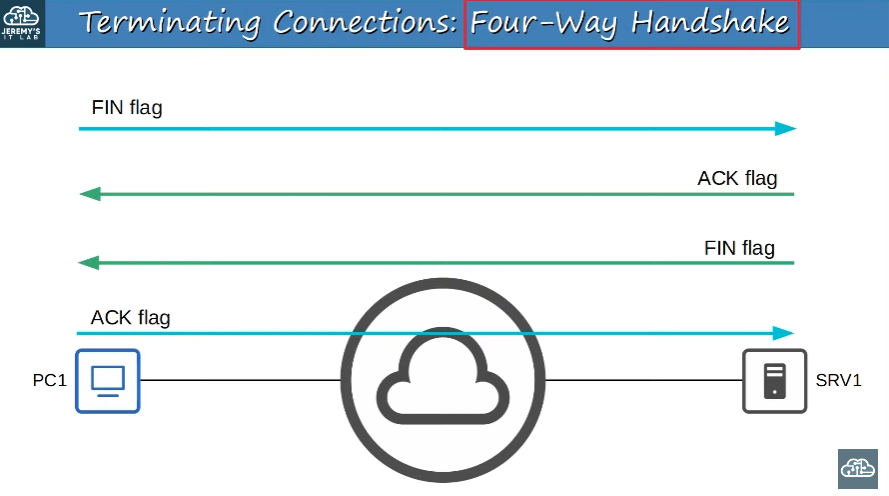 JEREMY'S
IT LAB
Terminating Connections: Four-Way Handshake
FIN flag
ACK flag
FIN flag
ACK flag
PC1
SRV1